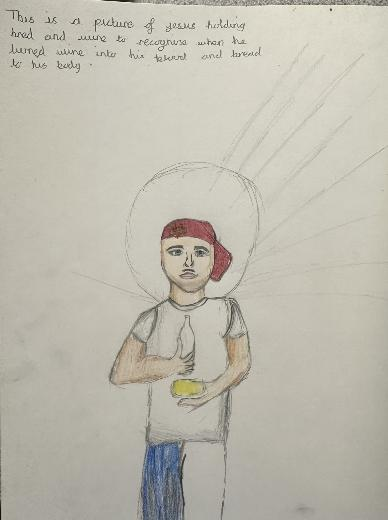 This is a picture of jesus holding
bred and wine to recognise when he
turned wine into his blood and bread
to his body.